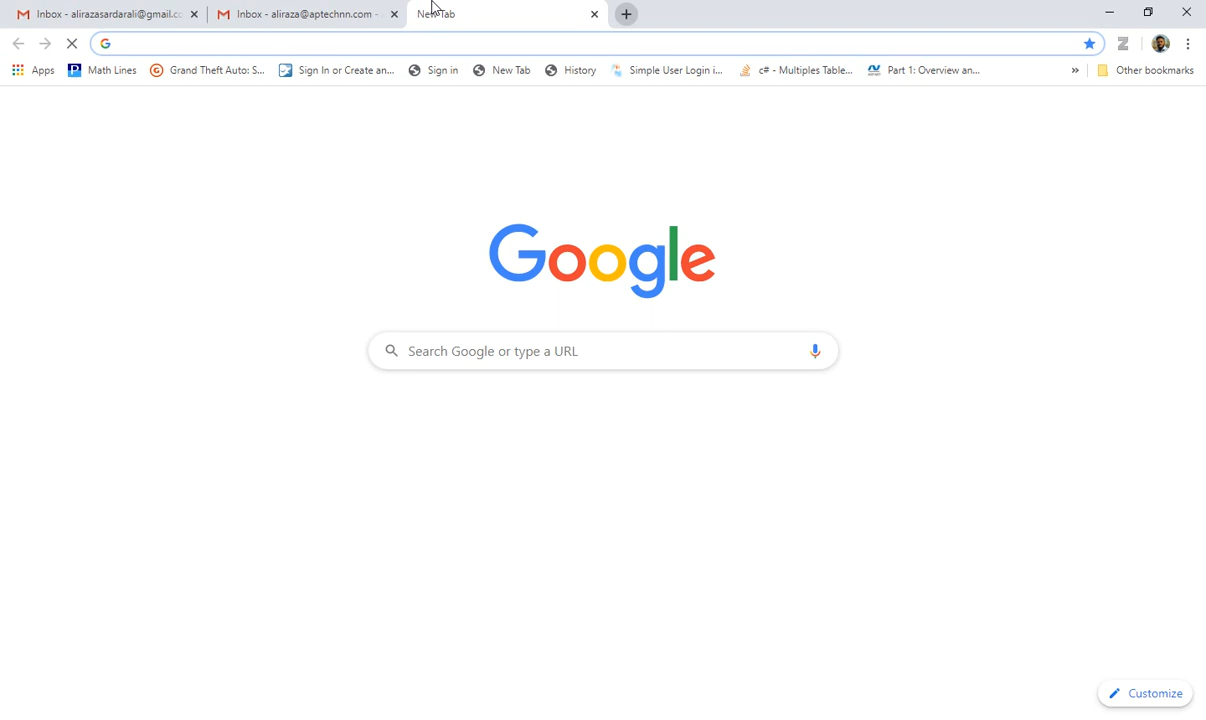 Inbox - alirazasardarali@gmail.cc
Inbox - aliraza@aptechnn.com -
New Tab
Apps
Math Lines
Grand Theft Auto: S...
Sign In or Create an...
Sign in
New Tab
History
Simple User Login i...
c# - Multiples Table...
Part 1: Overview an...
»
Other bookmarks
Google
Search Google or type a URL
Customize